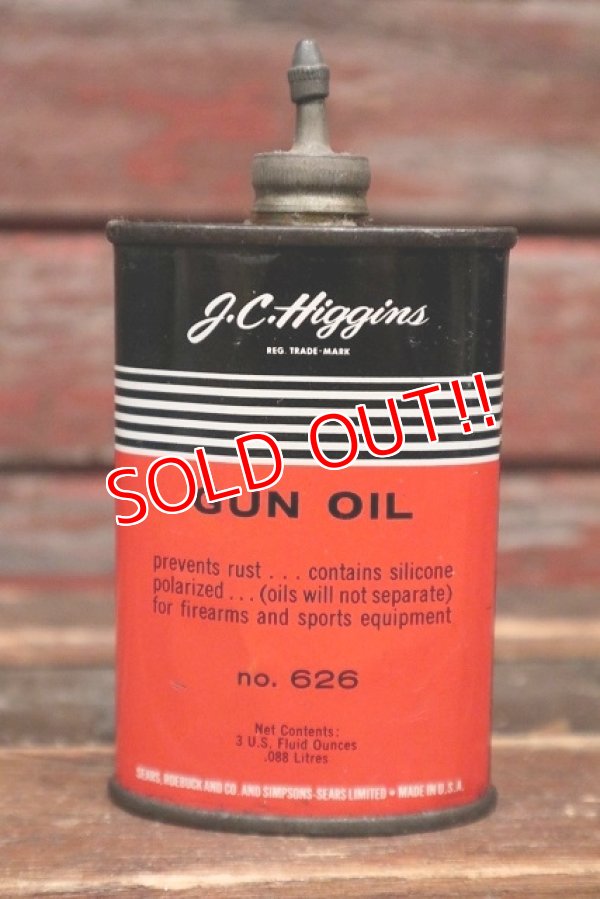 J.C. Higgins
REG. TRADE-MARK
SOLD OUT!!
GUN OIL
prevents rust . . . contains silicone
polarized . . . (oils will not separate)
for firearms and sports equipment
no. 626
Net Contents:
3 U.S. Fluid Ounces
.088 Litres
SEARS, ROEBUCK AND CO. AND SIMPSONS-SEARS LIMITED • MADE IN U.S.A.